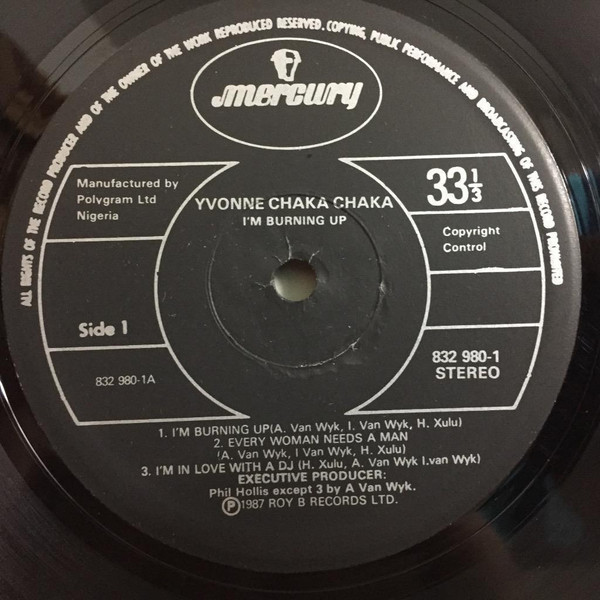 ALL RIGHTS OF THE RECORD PRODUCER AND OF THE OWNER OF THE WORK REPRODUCED RESERVED. COPYING, PUBLIC PERFORMANCE AND BROADCASTING OF THIS RECORD PROHIBITED
mercury
Manufactured by
Polygram Ltd
Nigeria
YVONNE CHAKA CHAKA
I'M BURNING UP
33 1/3
Copyright
Control
Side 1
832 980-1A
832 980-1
STEREO
1. I'M BURNING UP(A. Van Wyk, I. Van Wyk, H. Xulu)
2. EVERY WOMAN NEEDS A MAN
(A. Van Wyk, I Van Wyk, H. Xulu)
3. I'M IN LOVE WITH A DJ (H. Xulu, A. Van Wyk I.van Wyk)
EXECUTIVE PRODUCER:
Phil Hollis except 3 by A Van Wyk.
Ⓟ1987 ROY B RECORDS LTD.